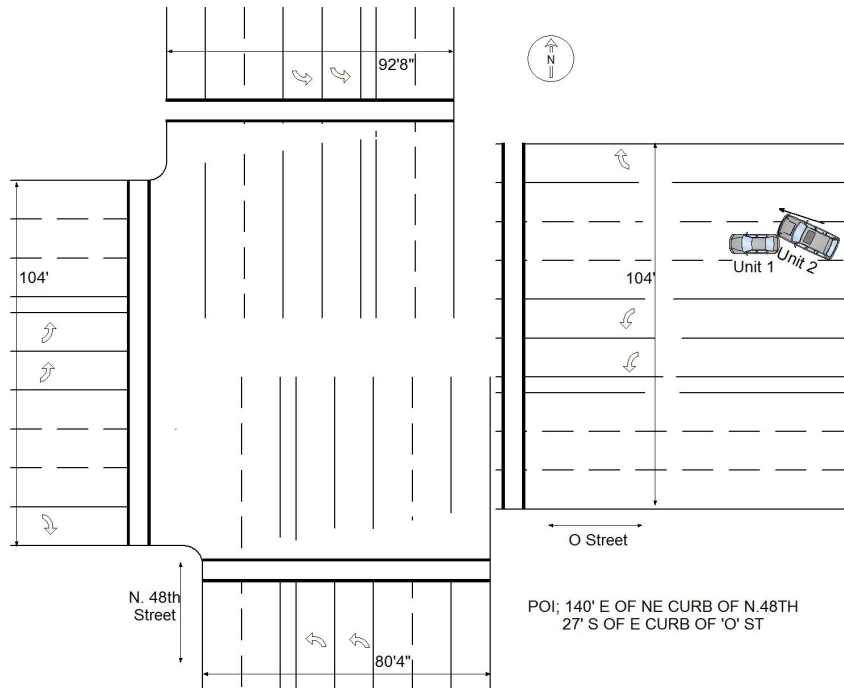 92'8"
N
104'
Unit 1
Unit 2
104'
O Street
N. 48th
Street
POI; 140' E OF NE CURB OF N.48TH
27' S OF E CURB OF 'O' ST
80'4"